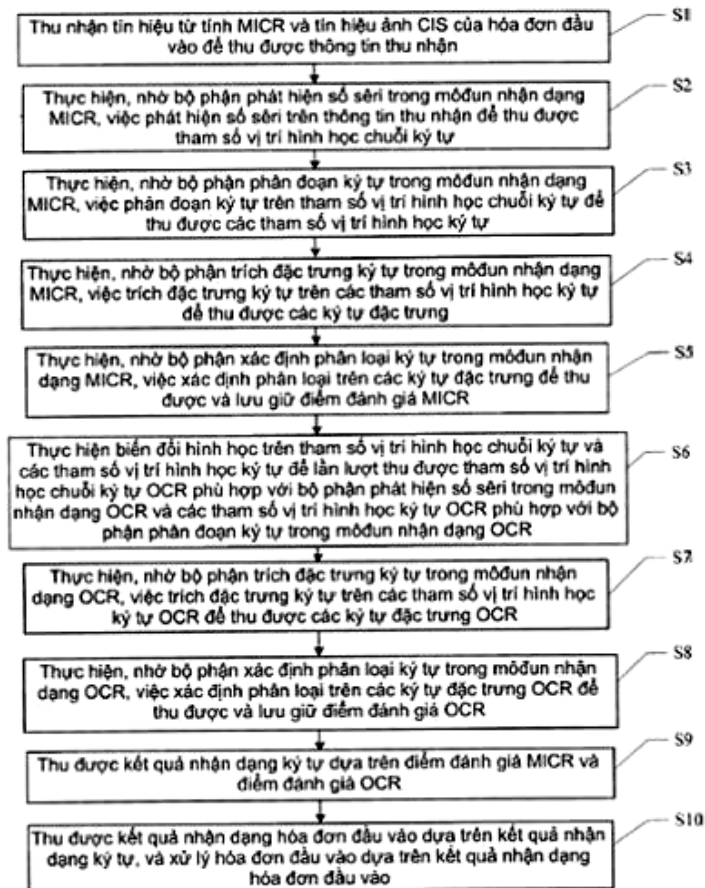 Thu nhận tín hiệu từ tính MICR và tín hiệu ảnh CIS của hóa đơn đầu
vào để thu được thông tin thu nhận
S1
Thực hiện, nhờ bộ phận phát hiện số sêri trong môđun nhận dạng
MICR, việc phát hiện số sêri trên thông tin thu nhận để thu được
tham số vị trí hình học chuỗi ký tự
S2
Thực hiện, nhờ bộ phận phân đoạn ký tự trong môđun nhận dạng
MICR, việc phân đoạn ký tự trên tham số vị trí hình học chuỗi ký tự để
thu được các tham số vị trí hình học ký tự
S3
Thực hiện, nhờ bộ phận trích đặc trưng ký tự trong môđun nhận dạng
MICR, việc trích đặc trưng ký tự trên các tham số vị trí hình học ký tự
để thu được các ký tự đặc trưng
S4
Thực hiện, nhờ bộ phận xác định phân loại ký tự trong môđun nhận
dạng MICR, việc xác định phân loại trên các ký tự đặc trưng để thu
được và lưu giữ điểm đánh giá MICR
S5
Thực hiện biến đổi hình học trên tham số vị trí hình học chuỗi ký tự và
các tham số vị trí hình học ký tự để lần lượt thu được tham số vị trí hình
học chuỗi ký tự OCR phù hợp với bộ phận phát hiện số sêri trong môđun
nhận dạng OCR và các tham số vị trí hình học ký tự OCR phù hợp với bộ
phận phân đoạn ký tự trong môđun nhận dạng OCR
S6
Thực hiện, nhờ bộ phận trích đặc trưng ký tự trong môđun nhận
dạng OCR, việc trích đặc trưng ký tự trên các tham số vị trí hình học
ký tự OCR để thu được các ký tự đặc trưng OCR
S7
Thực hiện, nhờ bộ phận xác định phân loại ký tự trong môđun nhận
dạng OCR, việc xác định phân loại trên các ký tự đặc trưng OCR để
thu được và lưu giữ điểm đánh giá OCR
S8
Thu được kết quả nhận dạng ký tự dựa trên điểm đánh giá MICR và
điểm đánh giá OCR
S9
Thu được kết quả nhận dạng hóa đơn đầu vào dựa trên kết quả nhận
dạng ký tự, và xử lý hóa đơn đầu vào dựa trên kết quả nhận dạng
hóa đơn đầu vào
S10